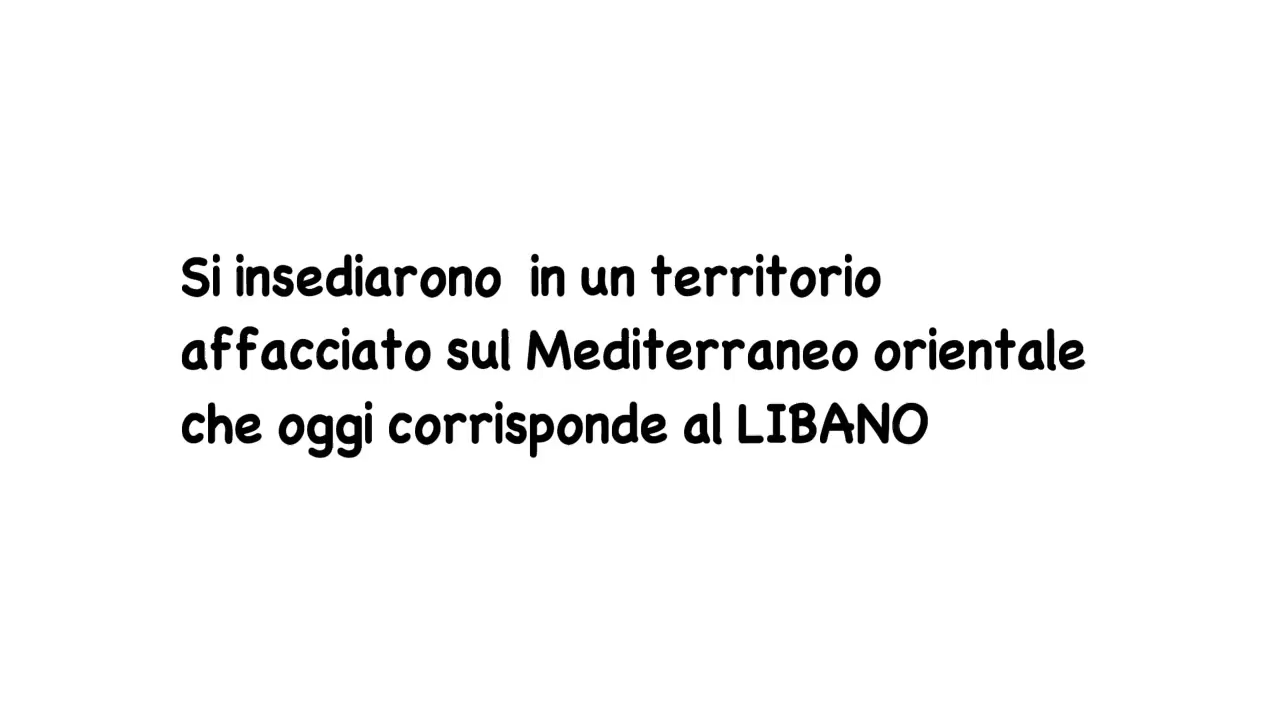 Si insediarono  in un territorio
affacciato sul Mediterraneo orientale
che oggi corrisponde al LIBANO